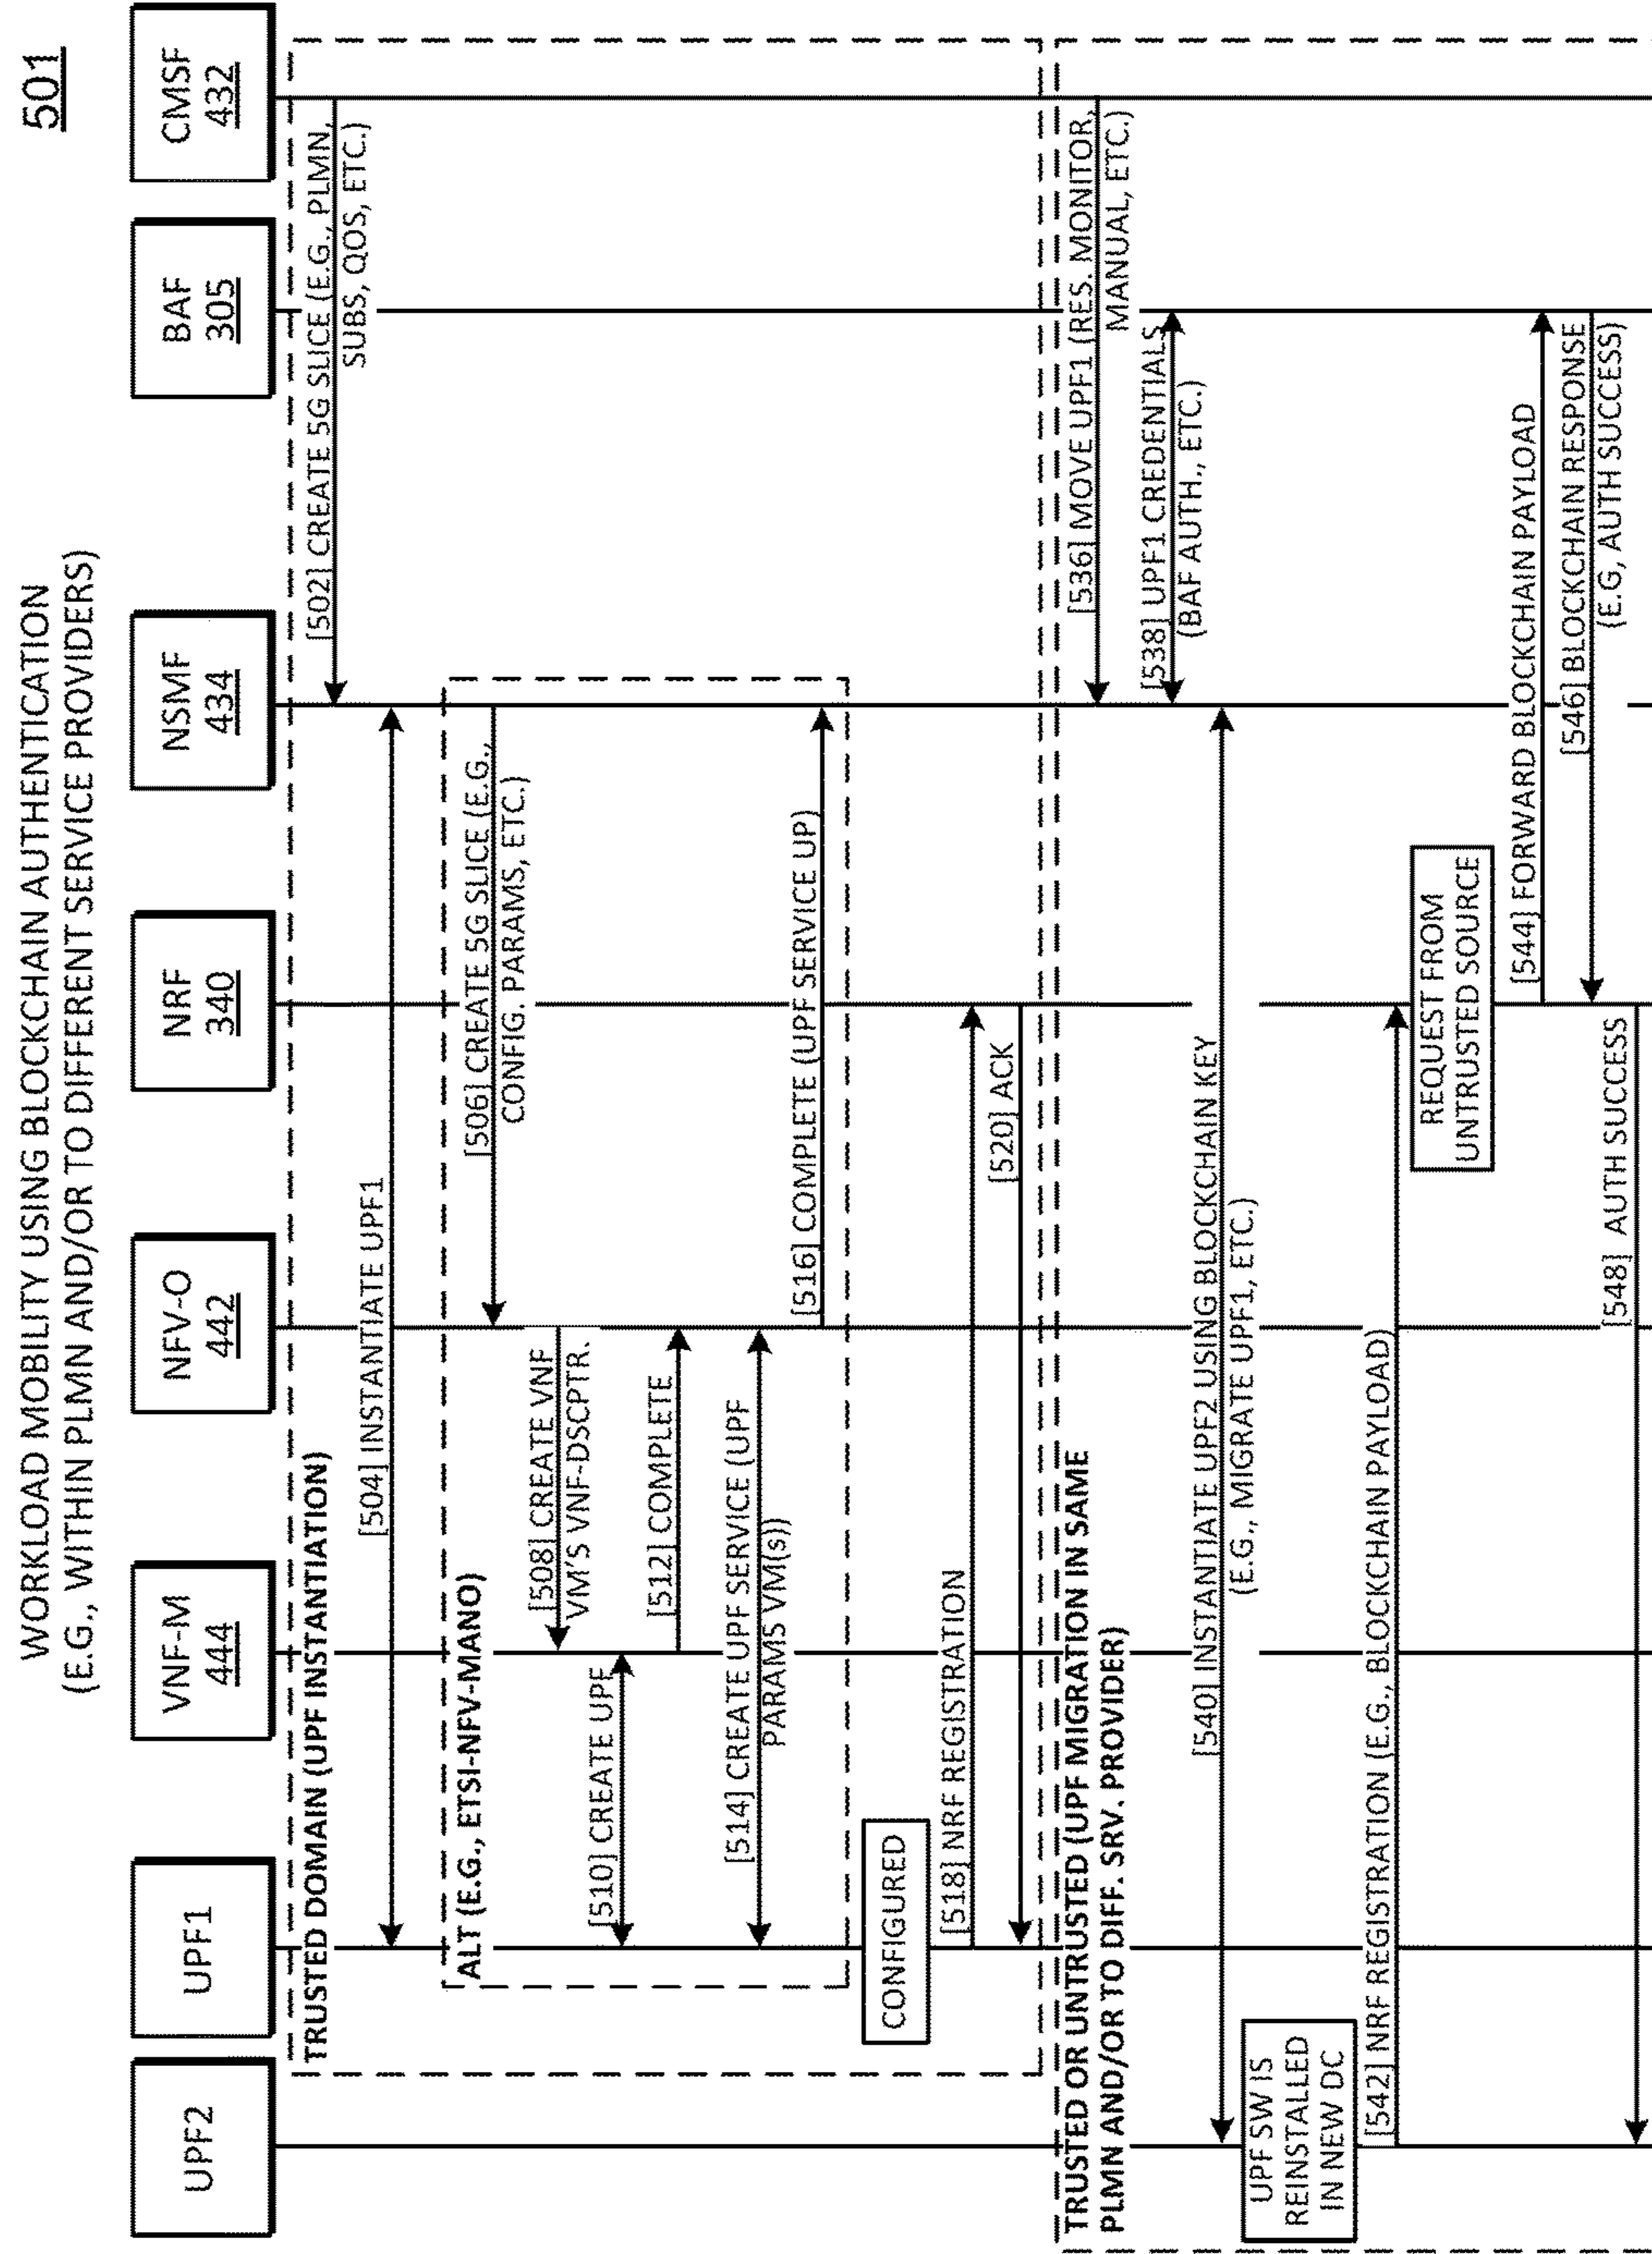 501
WORKLOAD MOBILITY USING BLOCKCHAIN AUTHENTICATION
(E.G., WITHIN PLMN AND/OR TO DIFFERENT SERVICE PROVIDERS)
UPF2
UPF1
VNF-M
444
NFV-O
442
NRF
340
NSMF
434
BAF
305
CMSF
432
TRUSTED DOMAIN (UPF INSTANTIATION)
[502] CREATE 5G SLICE (E.G., PLMN,
SUBS, QOS, ETC.)
[504] INSTANTIATE UPF1
ALT (E.G., ETSI-NFV-MANO)
[506] CREATE 5G SLICE (E.G.,
CONFIG. PARAMS, ETC.)
[508] CREATE VNF
VM'S VNF-DSCPTR.
[510] CREATE UPF
[512] COMPLETE
[514] CREATE UPF SERVICE (UPF
PARAMS VM(s))
[516] COMPLETE (UPF SERVICE UP)
CONFIGURED
[518] NRF REGISTRATION
[520] ACK
TRUSTED OR UNTRUSTED (UPF MIGRATION IN SAME
PLMN AND/OR TO DIFF. SRV. PROVIDER)
[536] MOVE UPF1 (RES. MONITOR,
MANUAL, ETC.)
[538] UPF1 CREDENTIALS
(BAF AUTH., ETC.)
[540] INSTANTIATE UPF2 USING BLOCKCHAIN KEY
(E.G., MIGRATE UPF1, ETC.)
UPF SW IS
REINSTALLED
IN NEW DC
[542] NRF REGISTRATION (E.G., BLOCKCHAIN PAYLOAD)
REQUEST FROM
UNTRUSTED SOURCE
[544] FORWARD BLOCKCHAIN PAYLOAD
[546] BLOCKCHAIN RESPONSE
(E.G, AUTH SUCCESS)
[548] AUTH SUCCESS